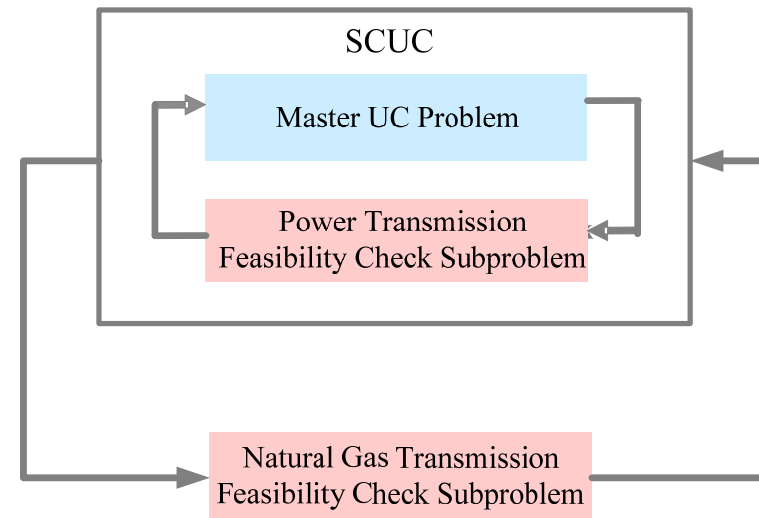 SCUC
Master UC Problem
Power Transmission
Feasibility Check Subproblem
Natural Gas Transmission
Feasibility Check Subproblem